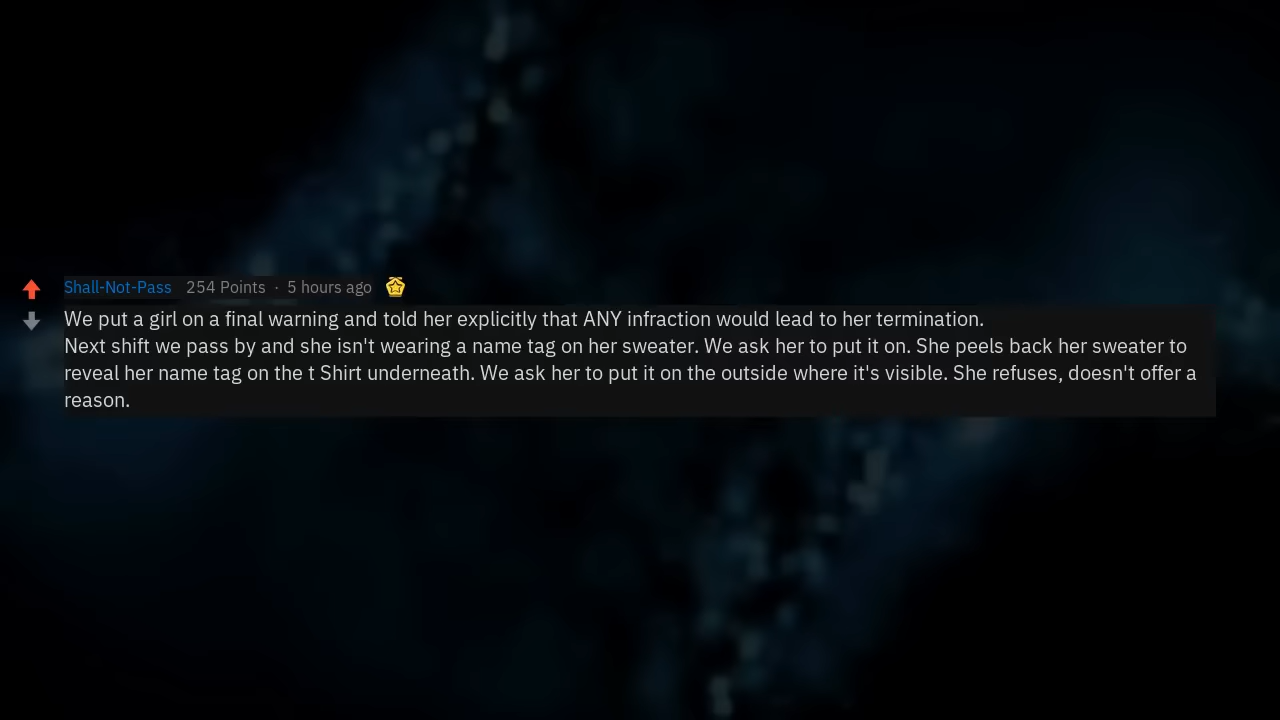 Shall-Not-Pass 254 Points · 5 hours ago
We put a girl on a final warning and told her explicitly that ANY infraction would lead to her termination.
Next shift we pass by and she isn't wearing a name tag on her sweater. We ask her to put it on. She peels back her sweater to
reveal her name tag on the t Shirt underneath. We ask her to put it on the outside where it's visible. She refuses, doesn't offer a
reason.